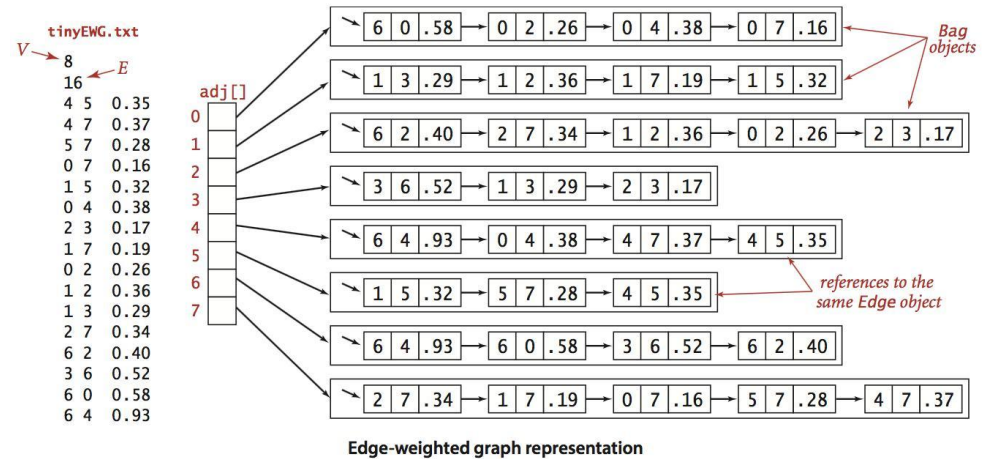 tinyEWG.txt
V
8
E
16
4 5 0.35
4 7 0.37
5 7 0.28
0 7 0.16
1 5 0.32
0 4 0.38
2 3 0.17
1 7 0.19
0 2 0.26
1 2 0.36
1 3 0.29
2 7 0.34
6 2 0.40
3 6 0.52
6 0 0.58
6 4 0.93
adj[]
0
1
2
3
4
5
6
7
6 0 .58 0 2 .26 0 4 .38 0 7 .16
1 3 .29 1 2 .36 1 7 .19 1 5 .32
6 2 .40 2 7 .34 1 2 .36 0 2 .26 2 3 .17
3 6 .52 1 3 .29 2 3 .17
6 4 .93 0 4 .38 4 7 .37 4 5 .35
1 5 .32 5 7 .28 4 5 .35
6 4 .93 6 0 .58 3 6 .52 6 2 .40
2 7 .34 1 7 .19 0 7 .16 5 7 .28 4 7 .37
Bag
objects
references to the
same Edge object
Edge-weighted graph representation